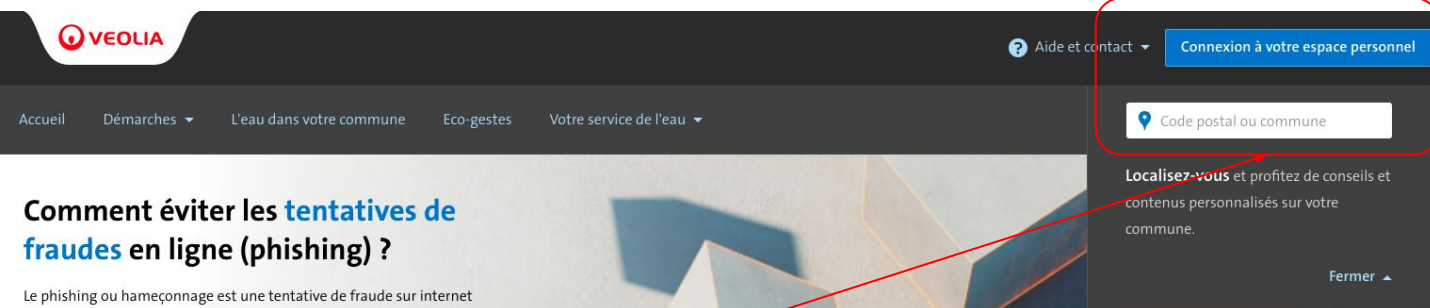 VEOLIA
? Aide et contact
Connexion à votre espace personnel
Accueil
Démarches
L'eau dans votre commune
Eco-gestes
Votre service de l'eau
Code postal ou commune
Localisez-vous et profitez de conseils et
contenus personnalisés sur votre
commune.
Fermer
Comment éviter les tentatives de
fraudes en ligne (phishing) ?
Le phishing ou hameçonnage est une tentative de fraude sur internet